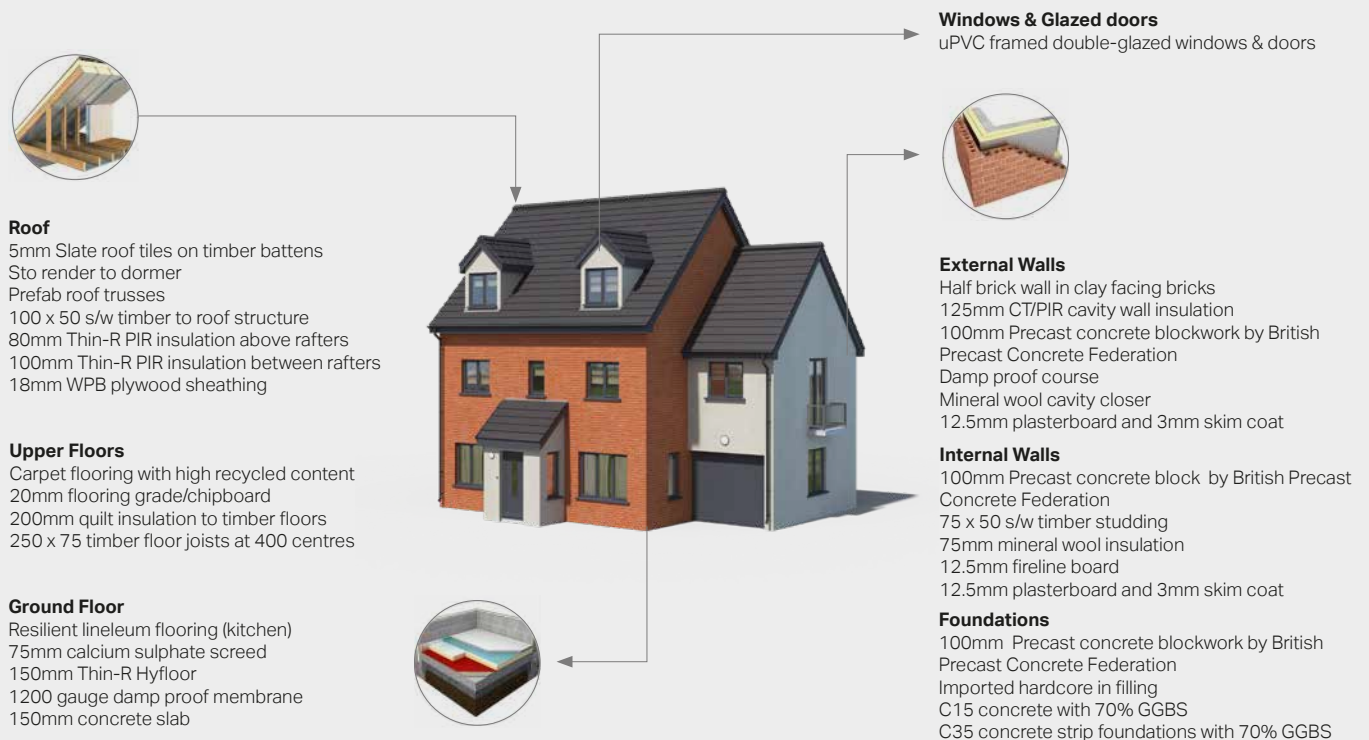 Windows & Glazed doors
uPVC framed double-glazed windows & doors
Roof
5mm Slate roof tiles on timber battens
Sto render to dormer
Prefab roof trusses
100 x 50 s/w timber to roof structure
80mm Thin-R PIR insulation above rafters
100mm Thin-R PIR insulation between rafters
18mm WPB plywood sheathing
Upper Floors
Carpet flooring with high recycled content
20mm flooring grade/chipboard
200mm quilt insulation to timber floors
250 x 75 timber floor joists at 400 centres
Ground Floor
Resilient lineleum flooring (kitchen)
75mm calcium sulphate screed
150mm Thin-R Hyfloor
1200 gauge damp proof membrane
150mm concrete slab
External Walls
Half brick wall in clay facing bricks
125mm CT/PIR cavity wall insulation
100mm Precast concrete blockwork by British
Precast Concrete Federation
Damp proof course
Mineral wool cavity closer
12.5mm plasterboard and 3mm skim coat
Internal Walls
100mm Precast concrete block by British Precast
Concrete Federation
75 x 50 s/w timber studding
75mm mineral wool insulation
12.5mm fireline board
12.5mm plasterboard and 3mm skim coat
Foundations
100mm Precast concrete blockwork by British
Precast Concrete Federation
Imported hardcore in filling
C15 concrete with 70% GGBS
C35 concrete strip foundations with 70% GGBS